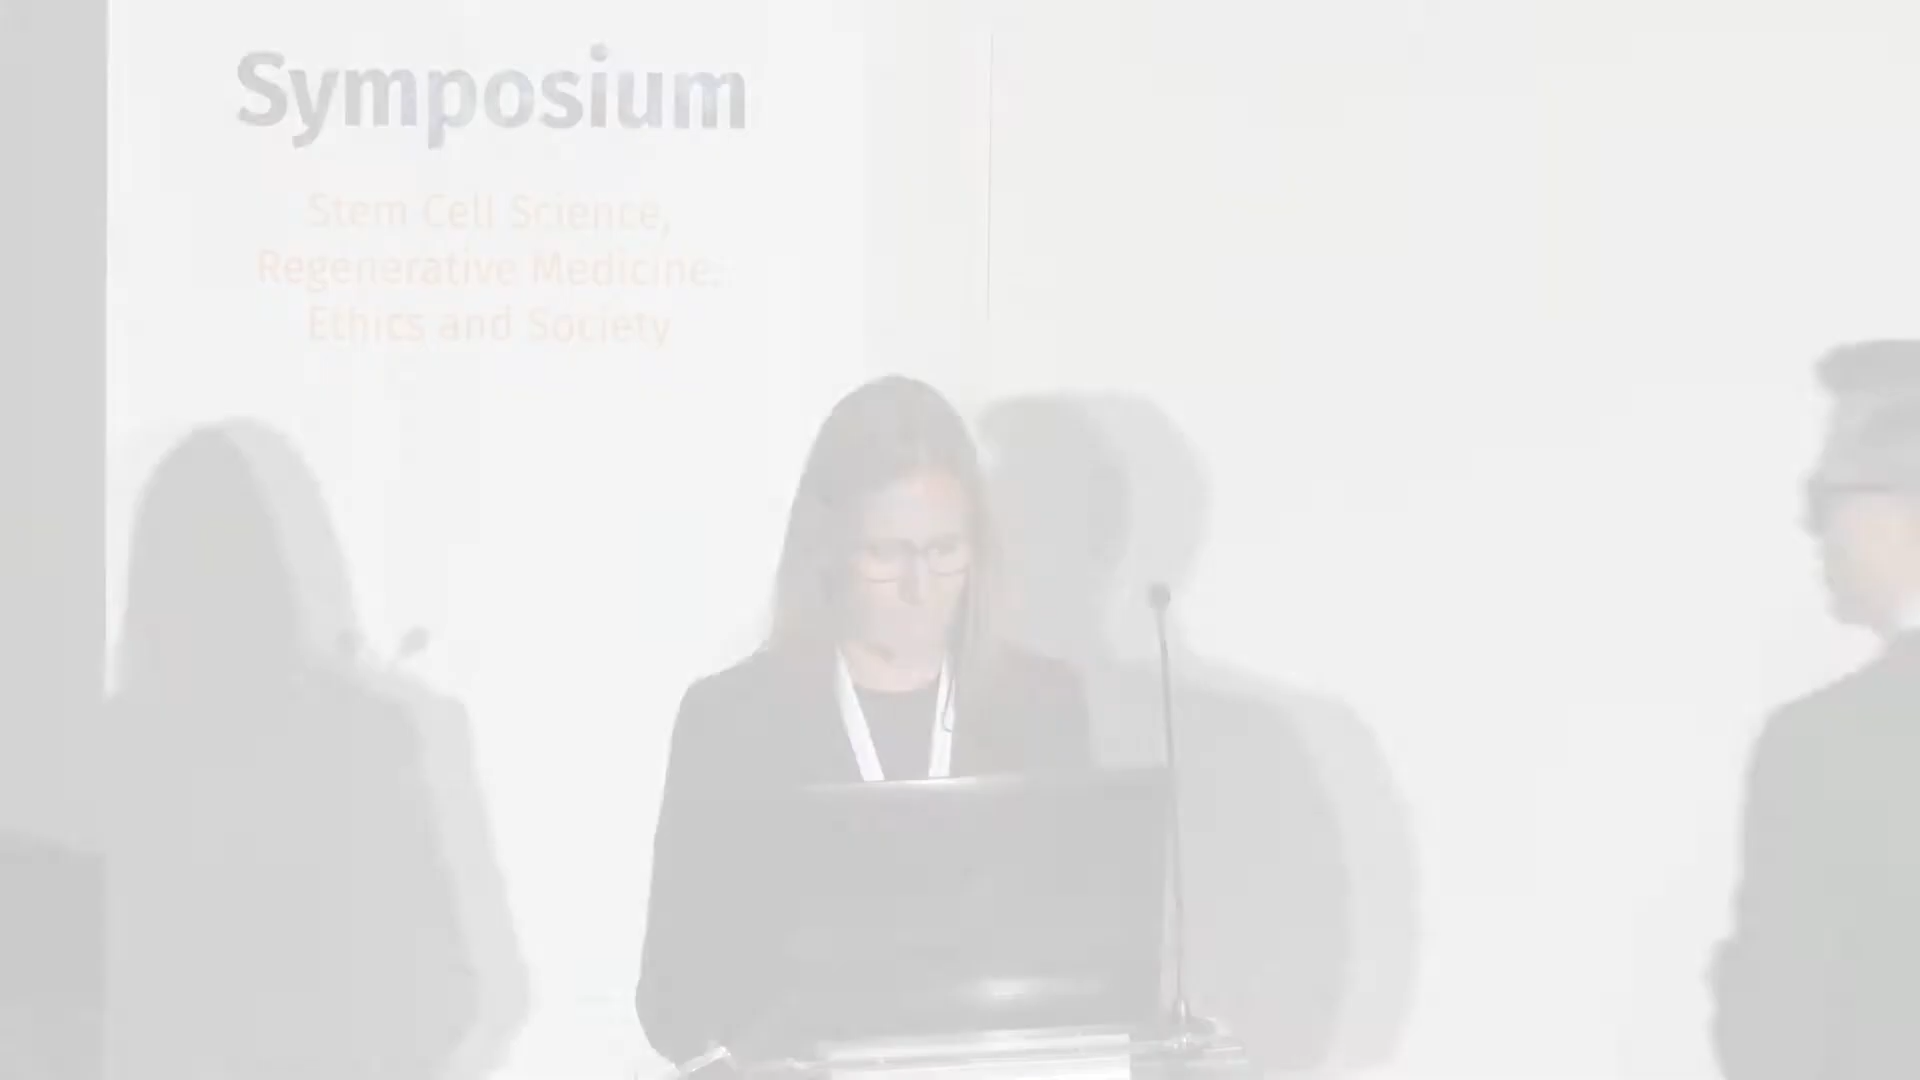 Symposium
Stem Cell Science,
Regenerative Medicine:
Ethics and Society